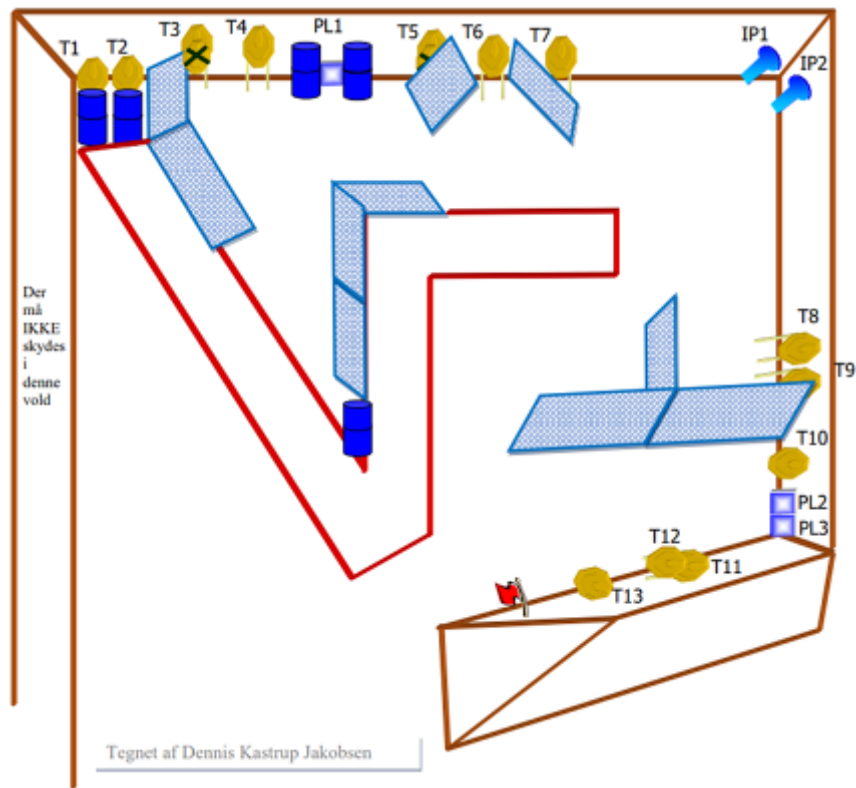 T1
T2
T3
T4
PL1
T5
T6
T7
IP1
IP2
Der
må
IKKE
skydes
i
denne
vold
T8
T9
T10
PL2
PL3
T12
T11
T13
Tegnet af Dennis Kastrup Jakobsen